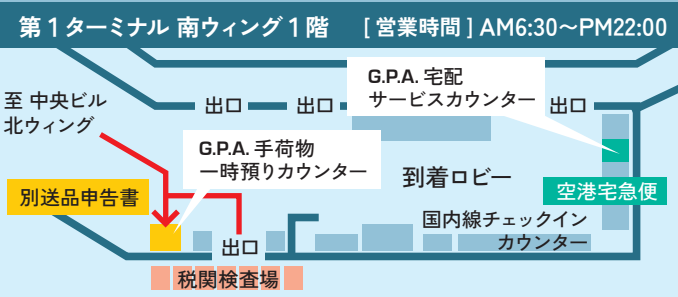 第1ターミナル 南ウィング1階 [営業時間] AM6:30〜PM22:00
G.P.A. 宅配
サービスカウンター
至 中央ビル
北ウィング
出口
出口
出口
G.P.A. 手荷物
一時預りカウンター
到着ロビー
別送品申告書
空港宅急便
国内線チェックイン
カウンター
出口
税関検査場